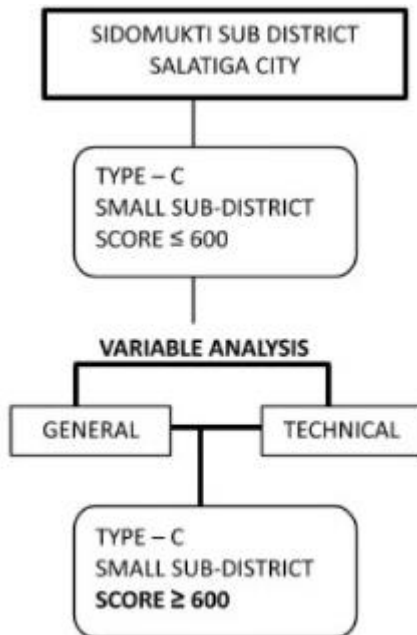 SIDOMUKTI SUB DISTRICT
SALATIGA CITY
TYPE – C
SMALL SUB-DISTRICT
SCORE ≤ 600
VARIABLE ANALYSIS
GENERAL
TECHNICAL
TYPE – C
SMALL SUB-DISTRICT
SCORE ≥ 600